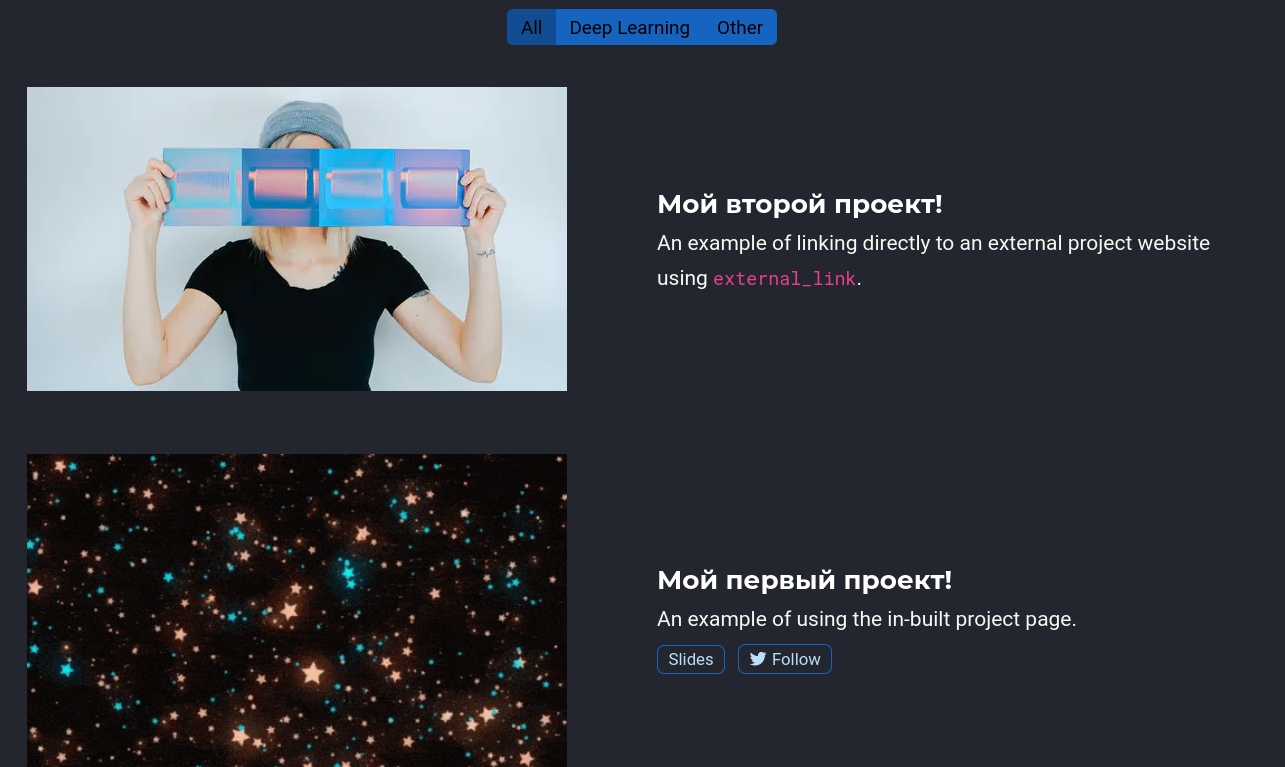 All Deep Learning Other
Мой второй проект!
An example of linking directly to an external project website
using external_link.
Мой первый проект!
An example of using the in-built project page.
Slides Follow